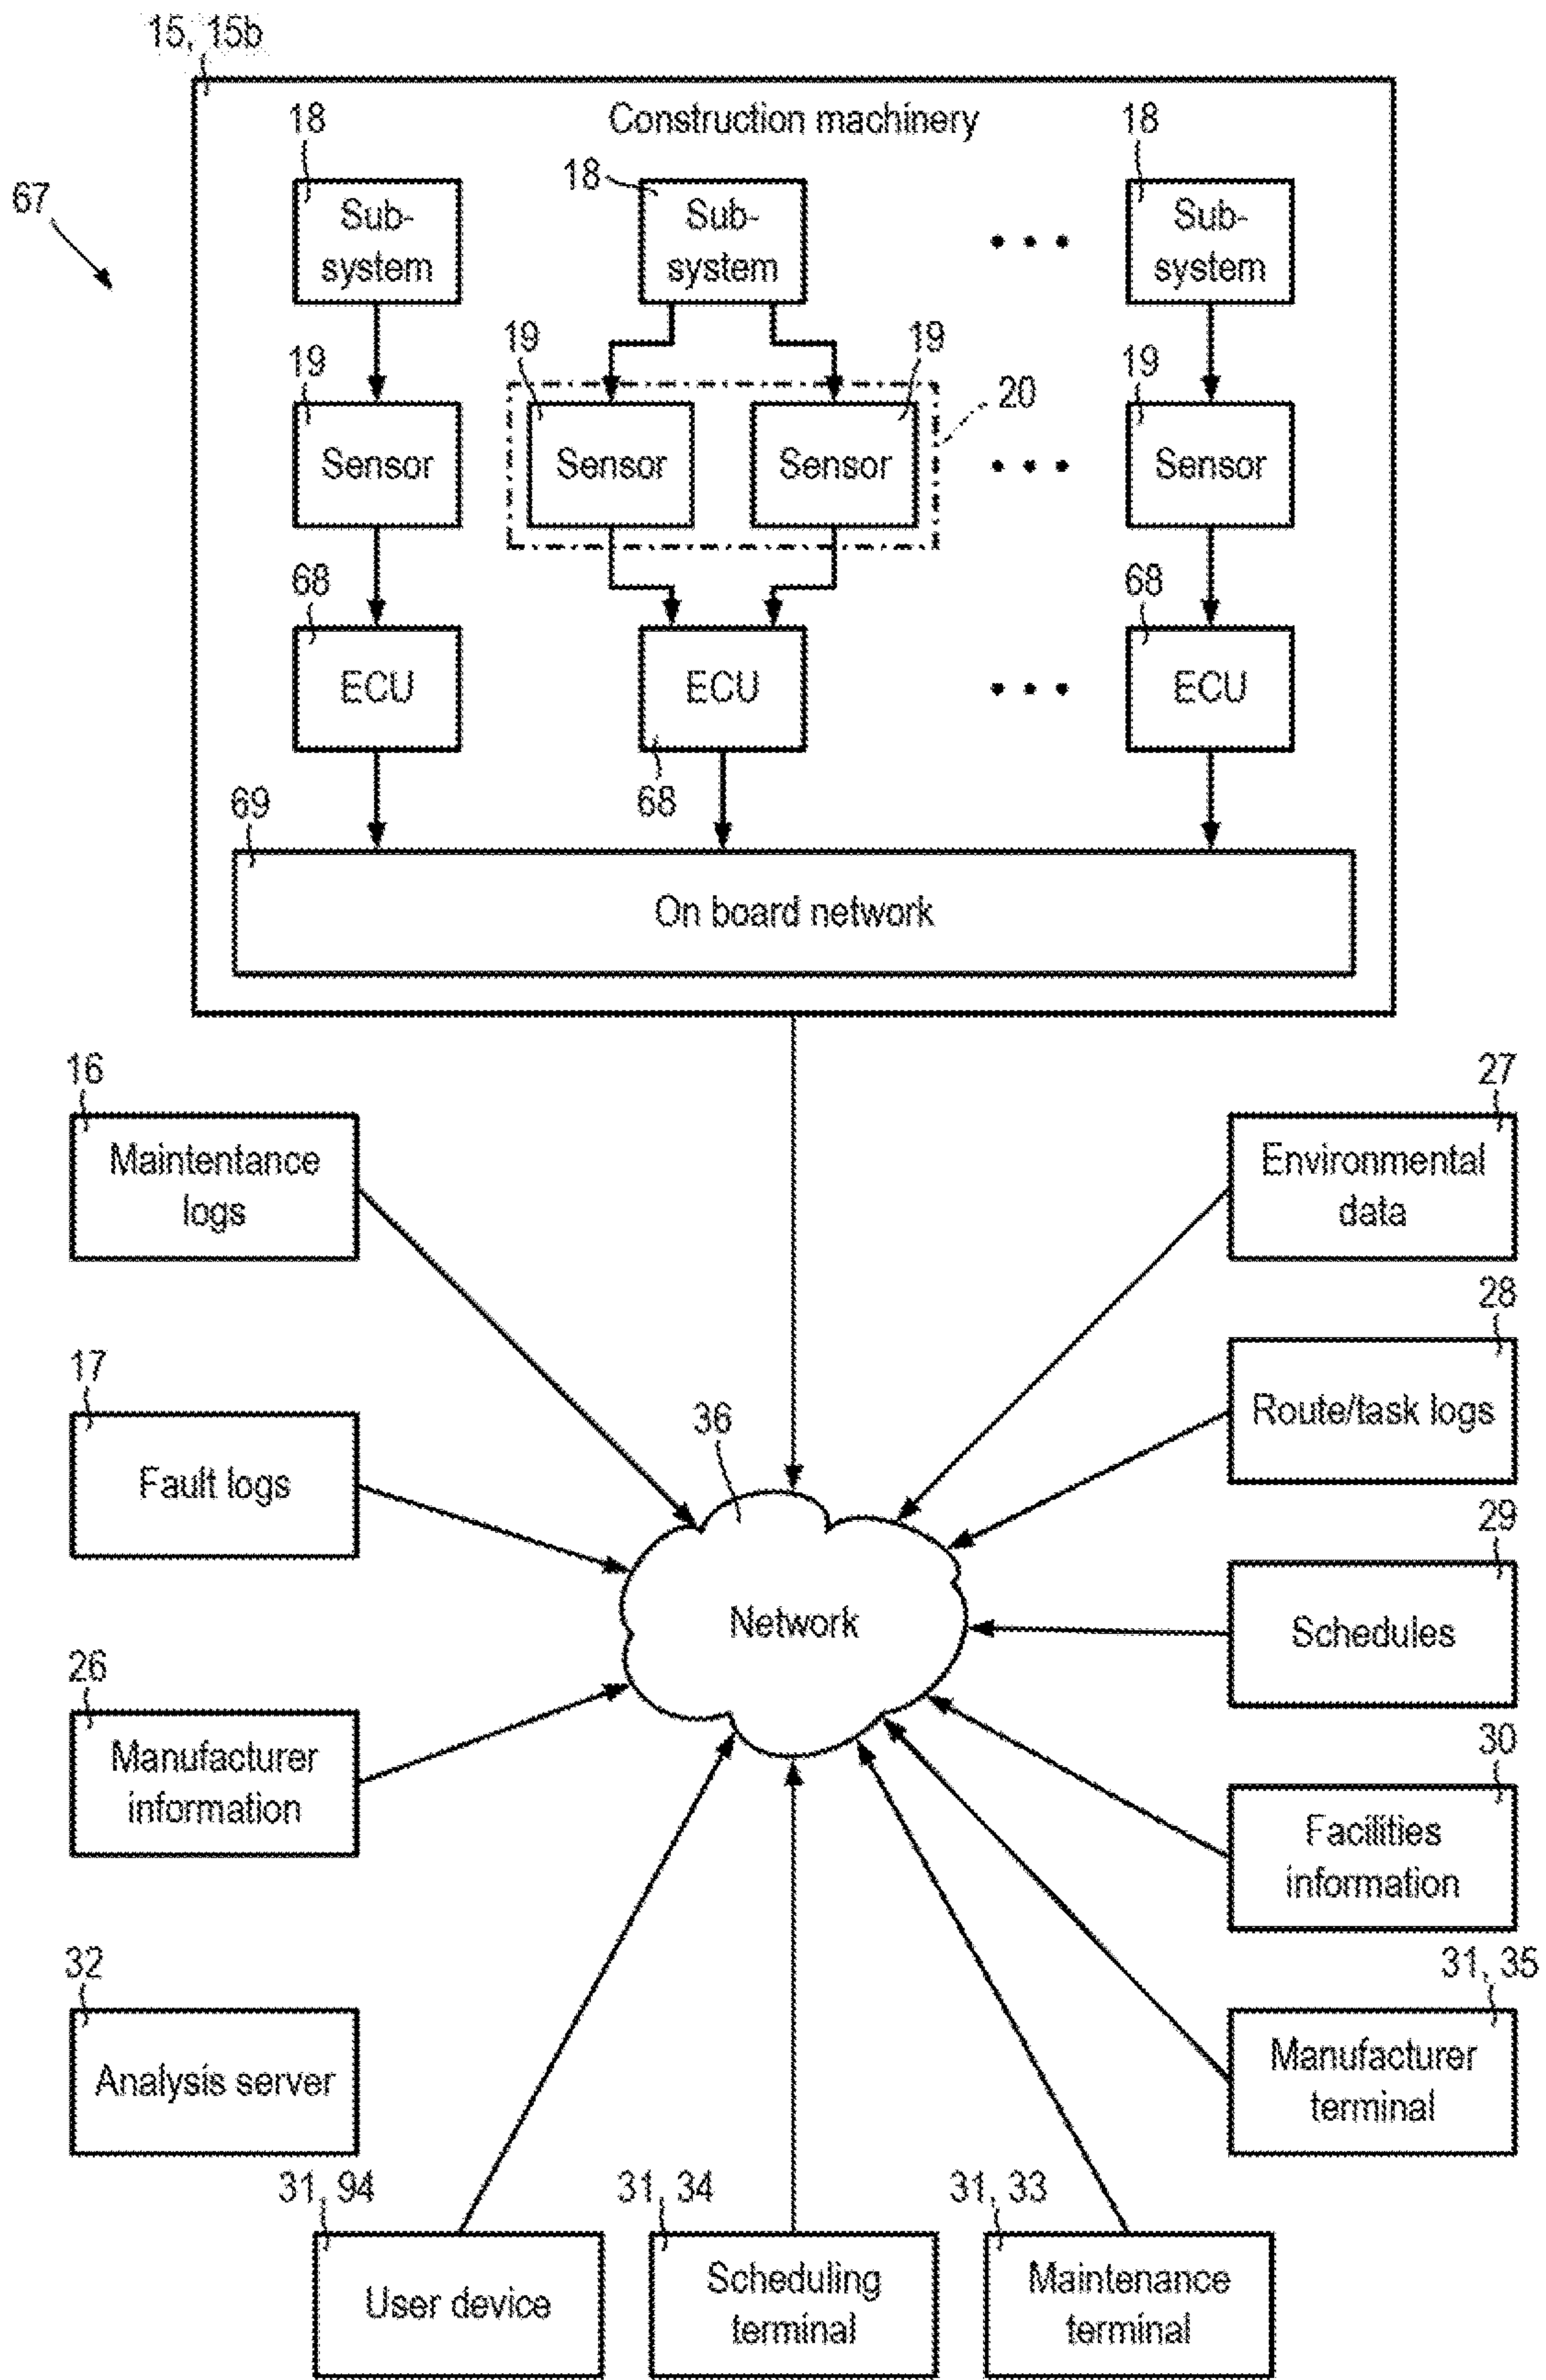 15, 15b
Construction machinery
18
18
18
67
Sub-
system
Sub-
system
Sub-
system
19
19
19
20
19
Sensor
Sensor
Sensor
Sensor
68
68
ECU
ECU
ECU
68
69
On board network
16
27
Maintentance
logs
Environmental
data
28
17
36
Route/task logs
Fault logs
29
Network
Schedules
26
30
Manufacturer
information
Facilities
information
32
31, 35
Analysis server
Manufacturer
terminal
31, 94
31, 34
31, 33
User device
Scheduling
terminal
Maintenance
terminal